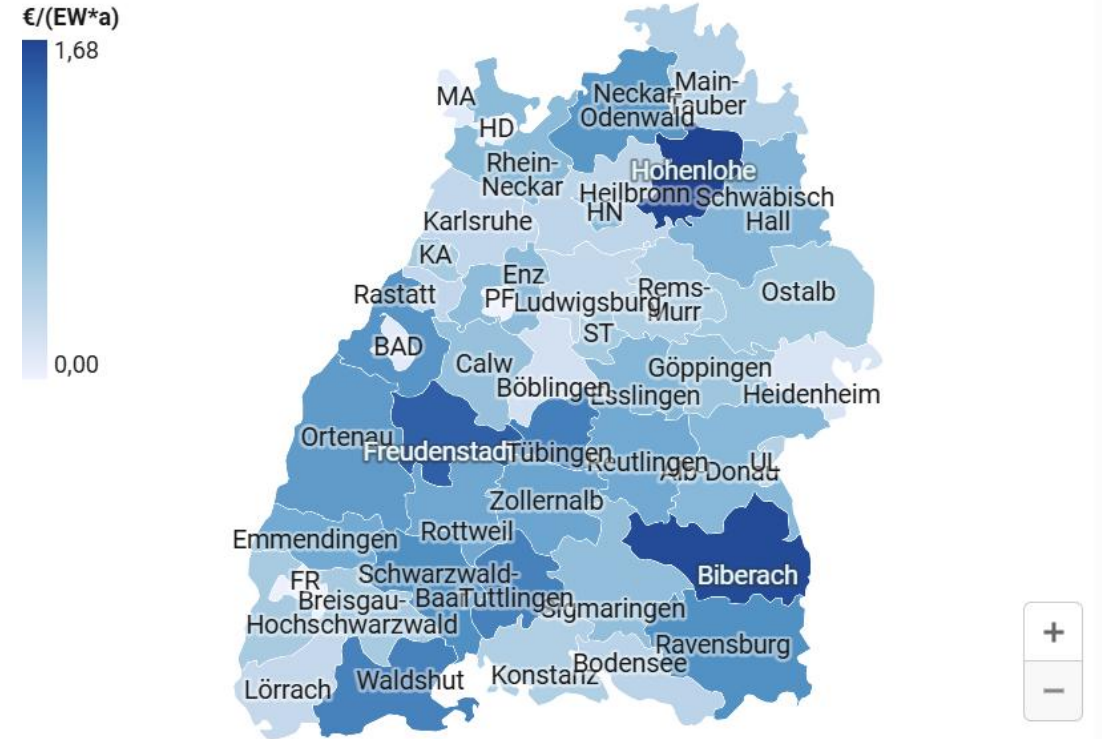 €/(EW*a)
1,68
0,00
Main-
Tauber
Neckar-
Odenwald
MA
HD
Rhein-
Neckar
Hohenlohe
Heilbronn
HN
Schwäbisch
Hall
Karlsruhe
KA
Enz
Rastatt
PF
Ludwigsburg
Rems-
Murr
Ostalb
ST
BAD
Calw
Göppingen
Böblingen
Esslingen
Heidenheim
Ortenau
Freudenstadt
Tübingen
Reutlingen
UL
Alb-Donau
Zollernalb
Emmendingen
Rottweil
Biberach
FR
Schwarzwald-
Baar
Tuttlingen
Breisgau-
Hochschwarzwald
Sigmaringen
Ravensburg
Bodensee
Konstanz
Waldshut
Lörrach
+
−